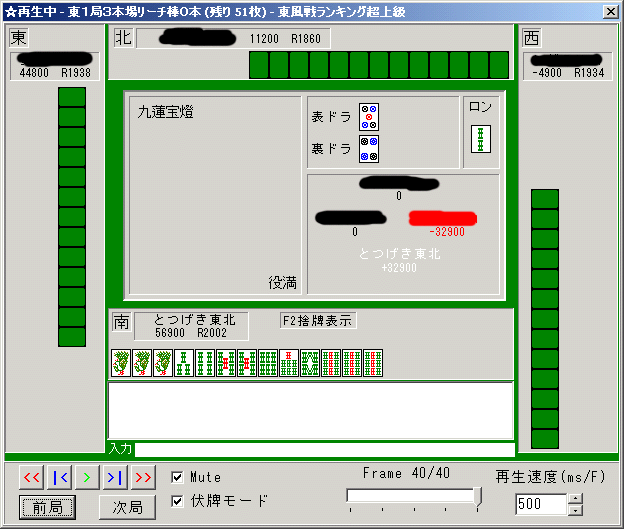 ☆再生中 - 東１局３本場リーチ棒０本 (残り 51枚) - 東風戦ランキング超上級
東
44800 R1938
北
11200 R1860
西
-4900 R1934
九蓮宝燈
役満
表ドラ
裏ドラ
ロン
0
0
-32900
とつげき東北
+32900
南
とつげき東北
56900 R2002
F2捨牌表示
入力
<< |< > >| >>
前局
次局
Mute
伏牌モード
Frame 40/40
再生速度(ms/F)
500